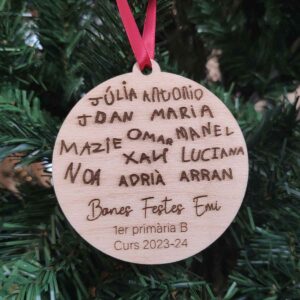 JÚLIA ANTONIO
JOAN MARIA
OMAR MANEL
MAZIE XAVI LUCIANA
NOA ADRIÀ ARRAN
Bones Festes Emi
1er primària B
Curs 2023-24